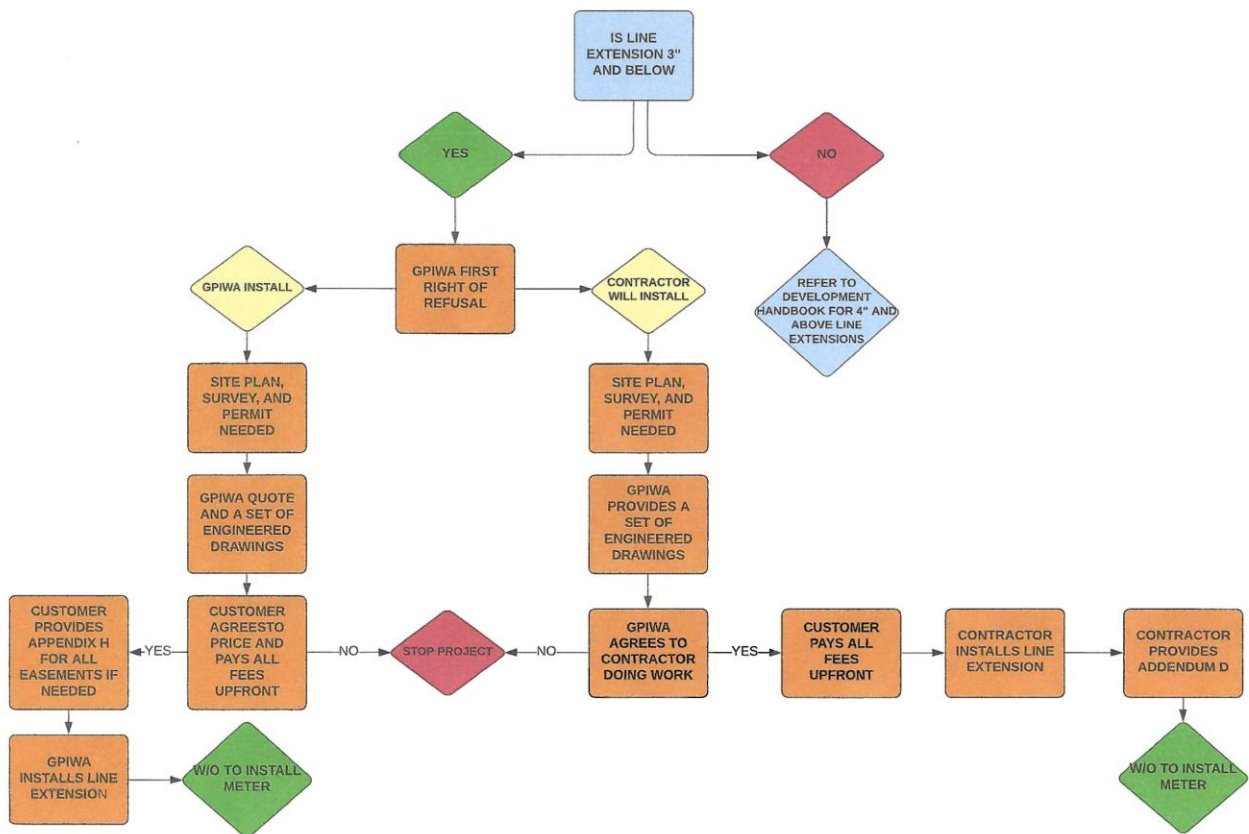 IS LINE
EXTENSION 3"
AND BELOW
YES
NO
GPIWA FIRST
RIGHT OF
REFUSAL
GPIWA INSTALL
CONTRACTOR
WILL INSTALL
REFER TO
DEVELOPMENT
HANDBOOK FOR 4" AND
ABOVE LINE
EXTENSIONS
SITE PLAN,
SURVEY, AND
PERMIT
NEEDED
SITE PLAN,
SURVEY, AND
PERMIT
NEEDED
GPIWA QUOTE
AND A SET OF
ENGINEERED
DRAWINGS
GPIWA
PROVIDES A
SET OF
ENGINEERED
DRAWINGS
CUSTOMER
PROVIDES
APPENDIX H
FOR ALL
EASEMENTS IF
NEEDED
YES
CUSTOMER
AGREESTO
PRICE AND
PAYS ALL
FEES
UPFRONT
NO
STOP PROJECT
NO
GPIWA
AGREES TO
CONTRACTOR
DOING WORK
YES
CUSTOMER
PAYS ALL
FEES
UPFRONT
CONTRACTOR
INSTALLS LINE
EXTENSION
CONTRACTOR
PROVIDES
ADDENDUM D
GPIWA
INSTALLS LINE
EXTENSION
W/O TO INSTALL
METER
W/O TO INSTALL
METER